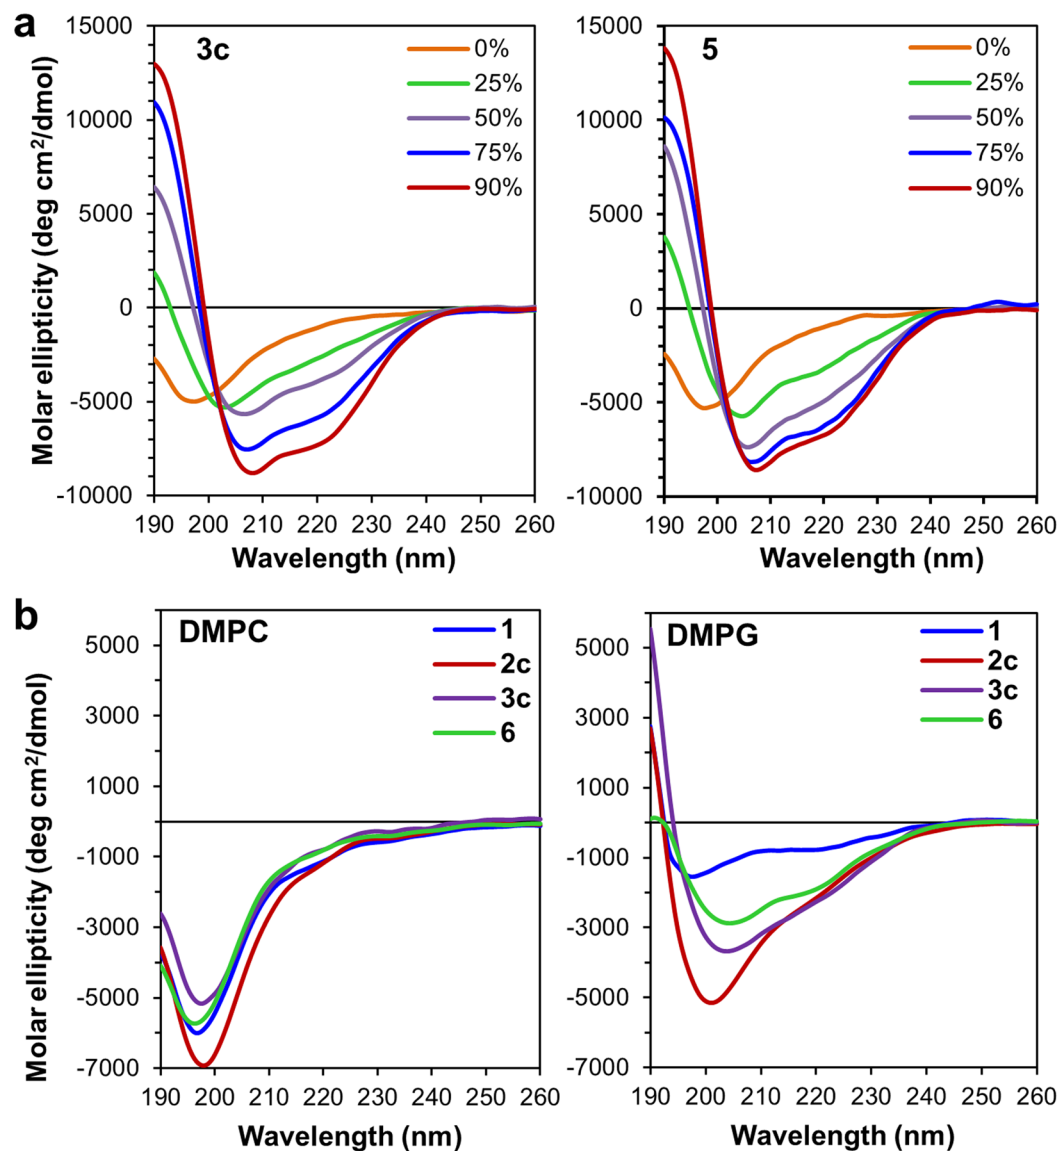 a
3c
0%
25%
50%
75%
90%
15000
10000
5000
0
-5000
-10000
190 200 210 220 230 240 250 260
Wavelength (nm)
Molar ellipticity (deg cm²/dmol)
5
0%
25%
50%
75%
90%
15000
10000
5000
0
-5000
-10000
190 200 210 220 230 240 250 260
Wavelength (nm)
b
DMPC
1
2c
3c
6
5000
3000
1000
-1000
-3000
-5000
-7000
190 200 210 220 230 240 250 260
Wavelength (nm)
Molar ellipticity (deg cm²/dmol)
DMPG
1
2c
3c
6
5000
3000
1000
-1000
-3000
-5000
-7000
190 200 210 220 230 240 250 260
Wavelength (nm)